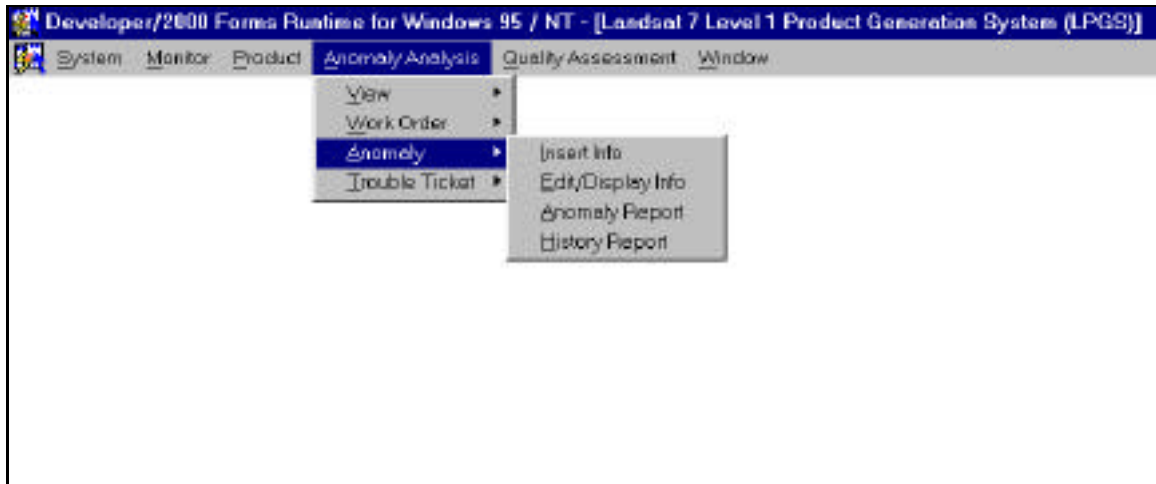 Developer/2000 Forms Runtime for Windows 95 / NT - [Landsat 7 Level 1 Product Generation System (LPGS)]
System Monitor Product Anomaly Analysis Quality Assessment Window
View
Work Order
Anomaly
Trouble Ticket
Insert Info
Edit/Display Info
Anomaly Report
History Report